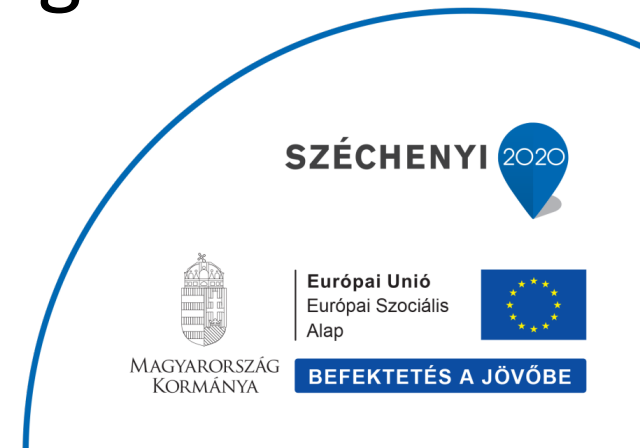 g
SZÉCHENYI 2020
Európai Unió
Európai Szociális
Alap
MAGYARORSZÁG
KORMÁNYA
BEFEKTETÉS A JÖVŐBE